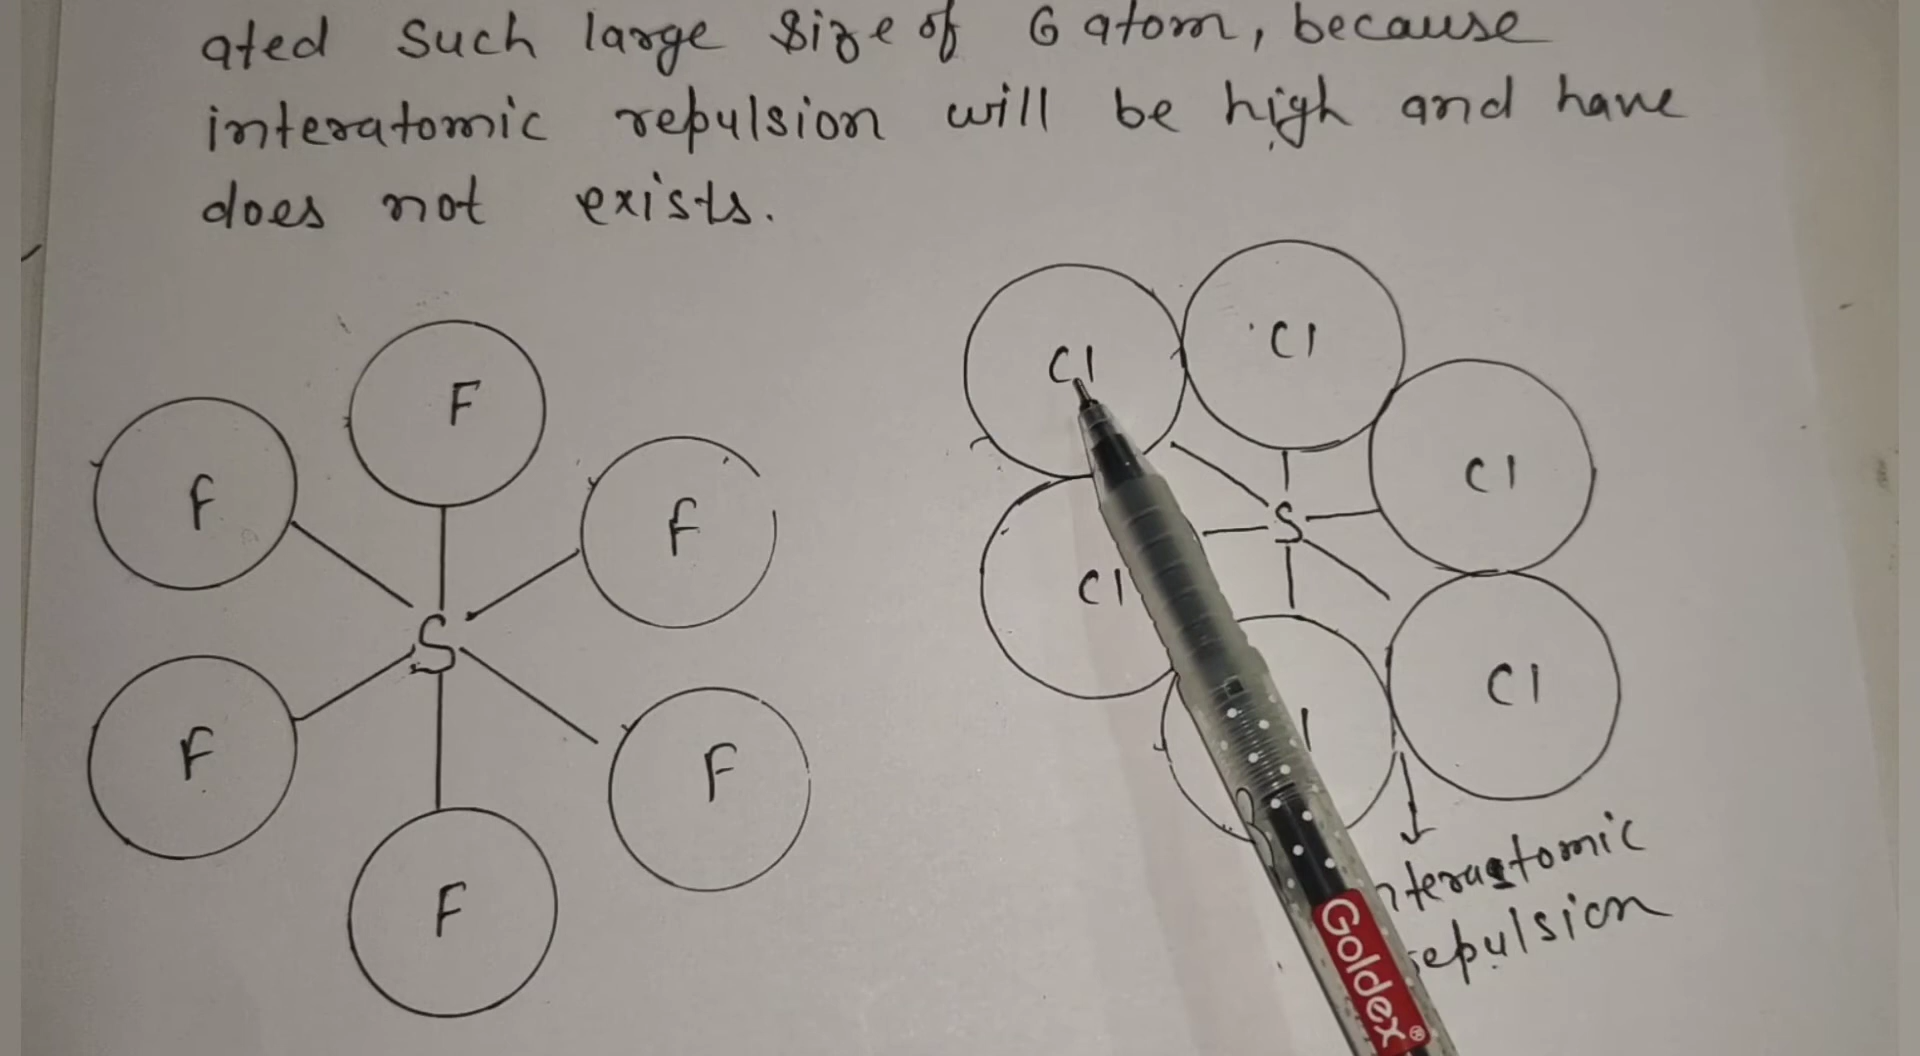 ated such large size of 6 atom, because
interatomic repulsion will be high and have
does not exists.
F
F
F
S
F
F
F
Cl
Cl
Cl
S
Cl
Cl
interatomic
repulsion
Goldex®